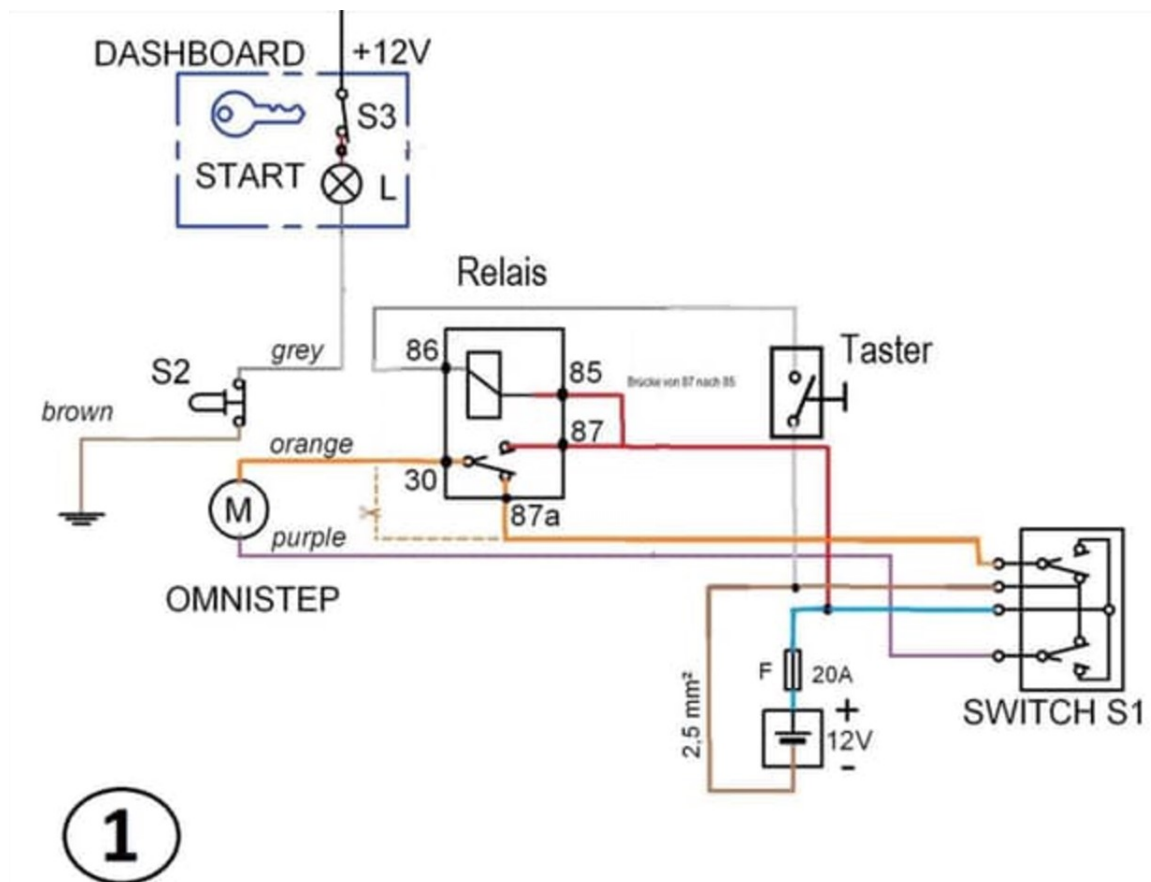 DASHBOARD
+12V
S3
START
L
Relais
grey
86
85
Brücke von 87 nach 85
Taster
S2
brown
orange
87
30
87a
M
purple
OMNISTEP
F
20A
+
12V
-
2,5 mm²
SWITCH S1
1